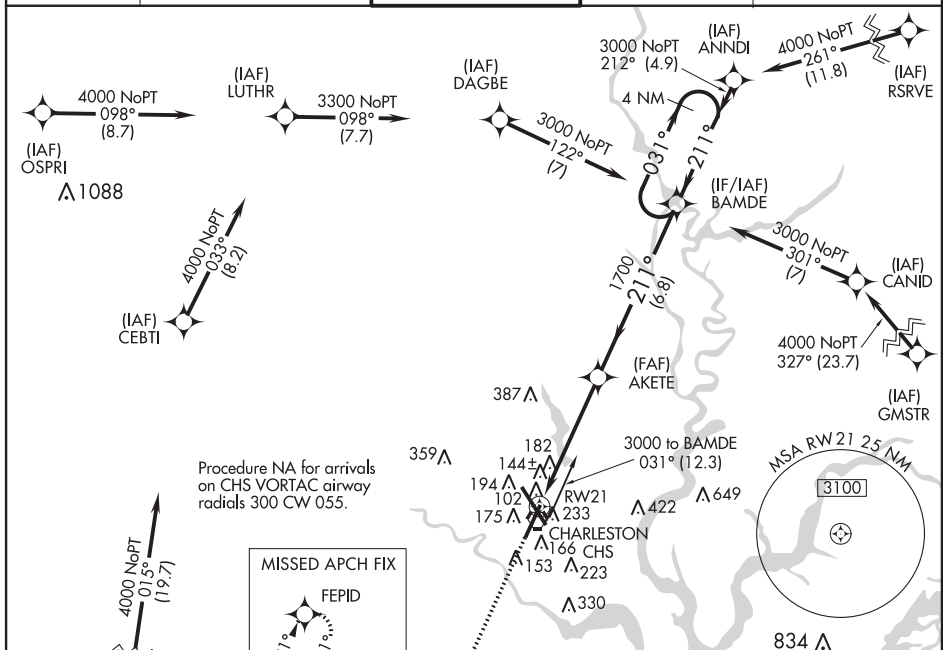 (IAF)
OSPRI
4000 NoPT
098°
(8.7)
1088
(IAF)
LUTHR
3300 NoPT
098°
(7.7)
(IAF)
DAGBE
3000 NoPT
122°
(7)
3000 NoPT
212° (4.9)
(IAF)
ANNDI
4000 NoPT
261°
(11.8)
(IAF)
RSRVE
4 NM
031°
211°
(IF/IAF)
BAMDE
4000 NoPT
033°
(8.2)
(IAF)
CEBTI
1700
211°
(6.8)
3000 NoPT
301°
(7)
(IAF)
CANID
4000 NoPT
327° (23.7)
(IAF)
GMSTR
(FAF)
AKETE
387
359
182
144±
194
102
175
RW21
233
3000 to BAMDE
031° (12.3)
422
649
CHARLESTON
CHS
166
153
223
330
Procedure NA for arrivals
on CHS VORTAC airway
radials 300 CW 055.
MSA RW 21 25 NM
3100
4000 NoPT
015°
(19.7)
MISSED APCH FIX
FEPID
834